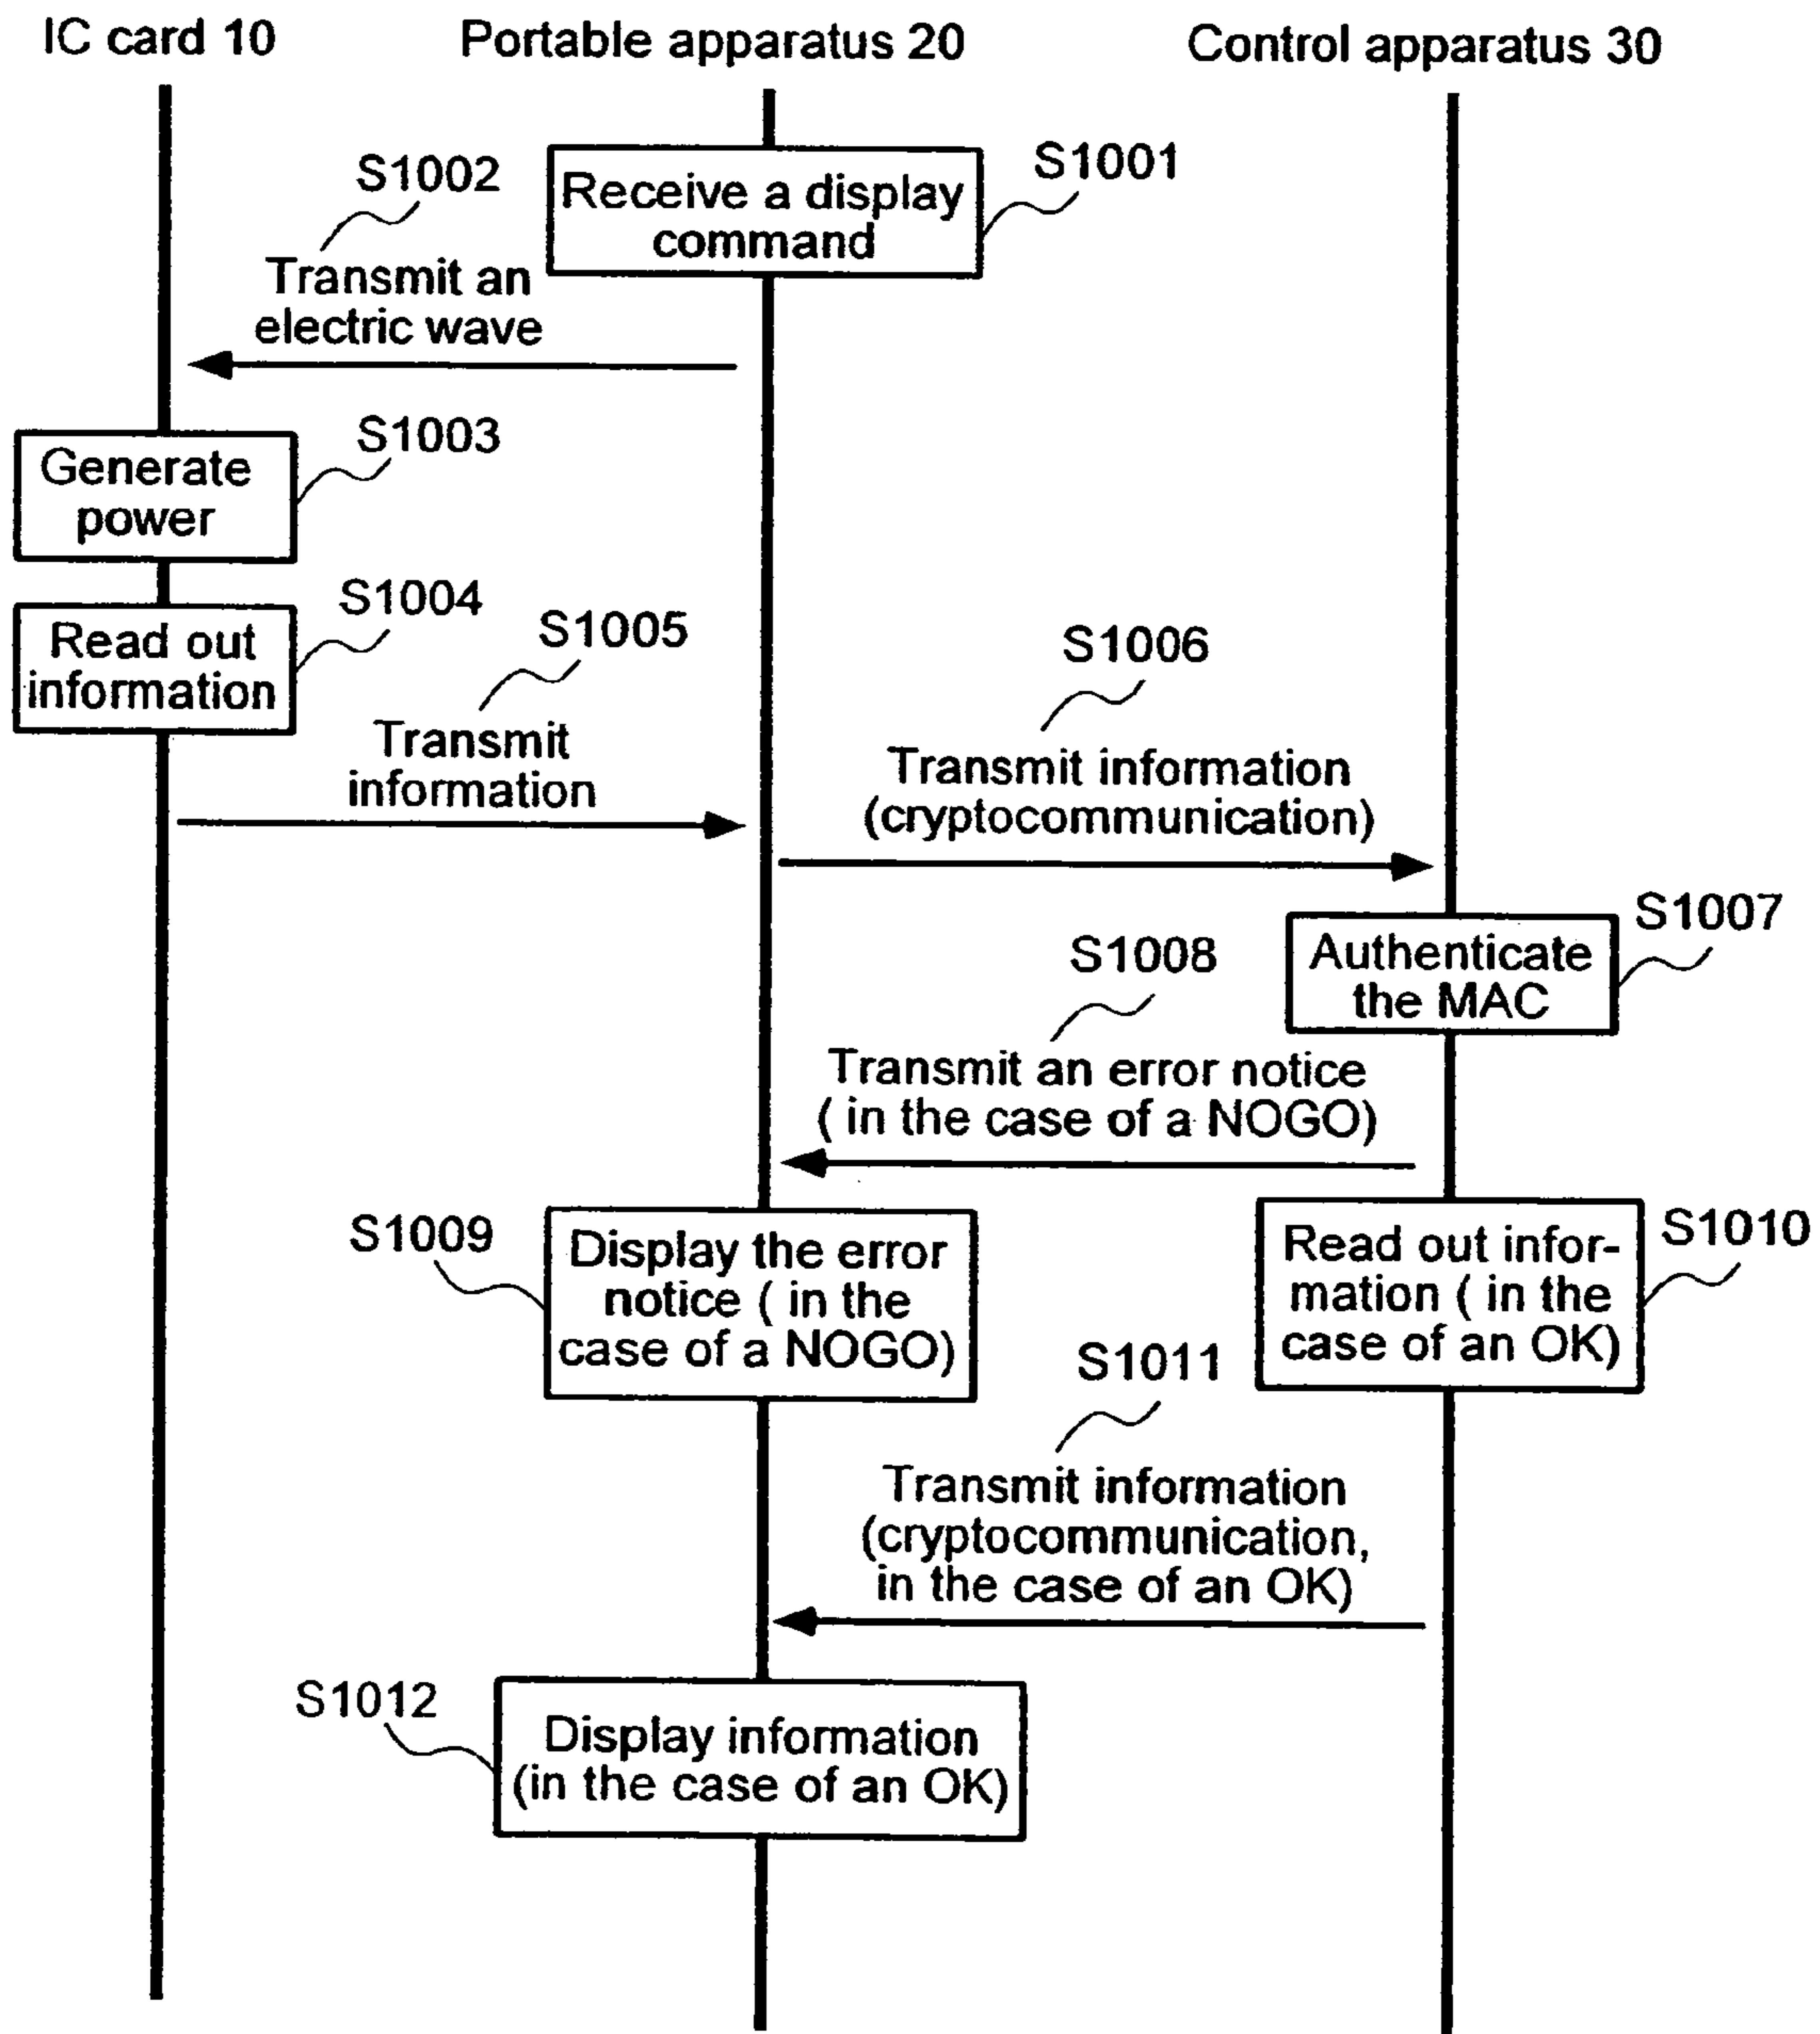 IC card 10
Portable apparatus 20
Control apparatus 30
S1001
Receive a display
command
S1002
Transmit an
electric wave
S1003
Generate
power
S1004
Read out
information
S1005
Transmit
information
S1006
Transmit information
(cryptocommunication)
S1007
Authenticate
the MAC
S1008
Transmit an error notice
( in the case of a NOGO)
S1009
Display the error
notice ( in the
case of a NOGO)
S1010
Read out infor-
mation ( in the
case of an OK)
S1011
Transmit information
(cryptocommunication,
in the case of an OK)
S1012
Display information
(in the case of an OK)